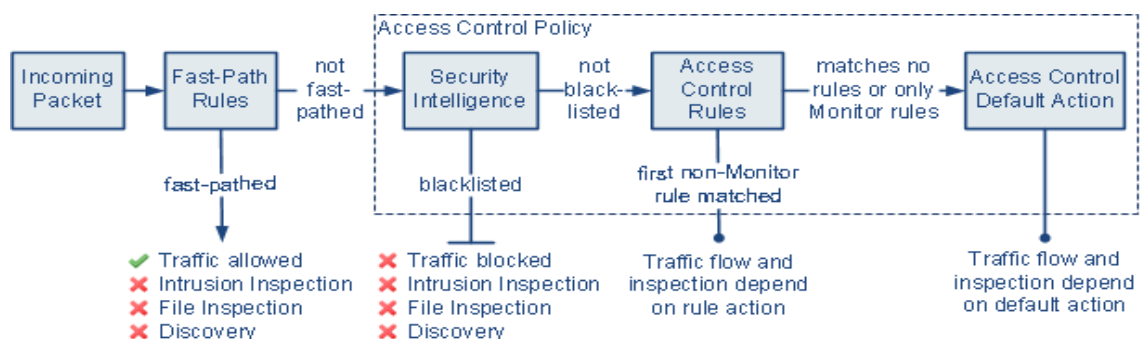 Access Control Policy
Incoming
Packet
Fast-Path
Rules
not
fast-
pathed
Security
Intelligence
not
black-
listed
Access
Control
Rules
matches no
rules or only
Monitor rules
Access Control
Default Action
fast-pathed
blacklisted
first non-Monitor
rule matched
Traffic allowed
Intrusion Inspection
File Inspection
Discovery
Traffic blocked
Intrusion Inspection
File Inspection
Discovery
Traffic flow and
inspection depend
on rule action
Traffic flow and
inspection depend
on default action